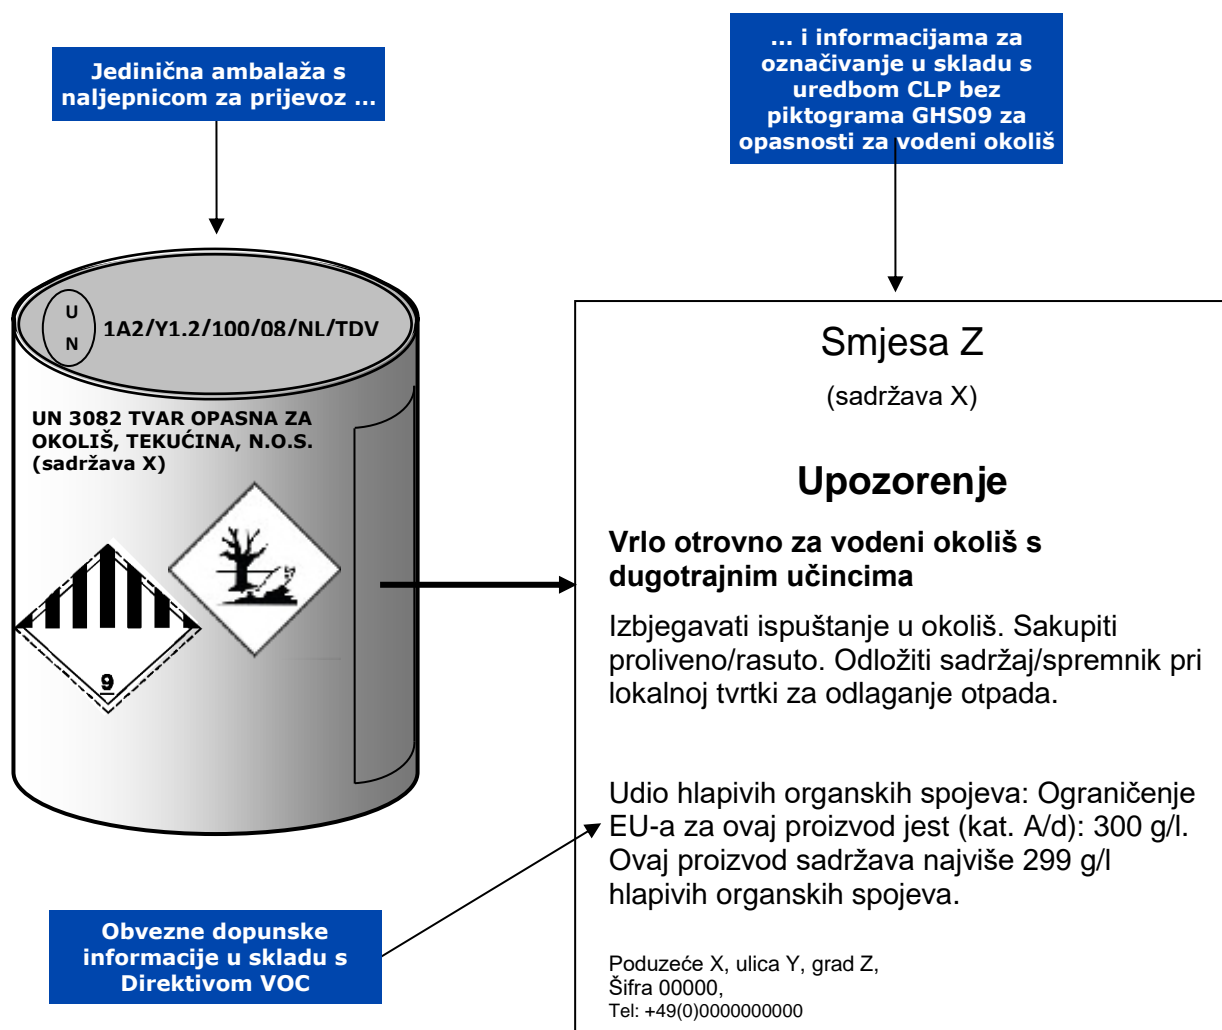 Jedinična ambalaža s
naljepnicom za prijevoz ...
... i informacijama za
označivanje u skladu s
uredbom CLP bez
piktograma GHS09 za
opasnosti za vodeni okoliš
U
N
1A2/Y1.2/100/08/NL/TDV
UN 3082 TVAR OPASNA ZA
OKOLIŠ, TEKUĆINA, N.O.S.
(sadržava X)
9
Smjesa Z
(sadržava X)
Upozorenje
Vrlo otrovno za vodeni okoliš s
dugotrajnim učincima
Izbjegavati ispuštanje u okoliš. Sakupiti
proliveno/rasuto. Odložiti sadržaj/spremnik pri
lokalnoj tvrtki za odlaganje otpada.
Udio hlapivih organskih spojeva: Ograničenje
EU-a za ovaj proizvod jest (kat. A/d): 300 g/l.
Ovaj proizvod sadržava najviše 299 g/l
hlapivih organskih spojeva.
Poduzeće X, ulica Y, grad Z,
Šifra 00000,
Tel: +49(0)0000000000
Obvezne dopunske
informacije u skladu s
Direktivom VOC